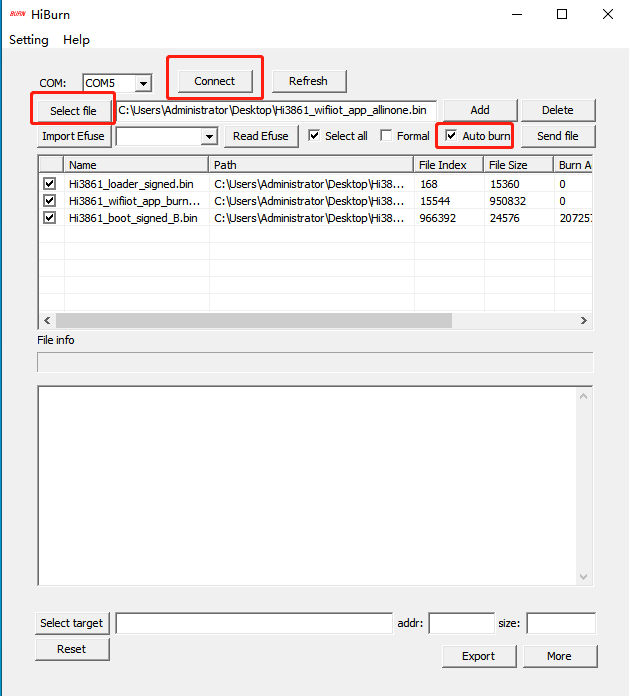 BURN HiBurn
Setting Help
COM: COM5 Connect Refresh
Select file C:\Users\Administrator\Desktop\Hi3861_wifiiot_app_allinone.bin Add Delete
Import Efuse Read Efuse Select all Formal Auto burn Send file
Name Path File Index File Size Burn A
Hi3861_loader_signed.bin C:\Users\Administrator\Desktop\Hi38... 168 15360 0
Hi3861_wifiiot_app_burn... C:\Users\Administrator\Desktop\Hi38... 15544 950832 0
Hi3861_boot_signed_B.bin C:\Users\Administrator\Desktop\Hi38... 966392 24576 207257
File info
Select target addr: size:
Reset
Export More